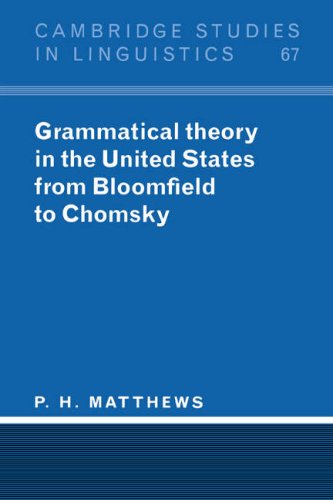 CAMBRIDGE STUDIES
IN LINGUISTICS 67
Grammatical theory
in the United States
from Bloomfield
to Chomsky
P. H. MATTHEWS